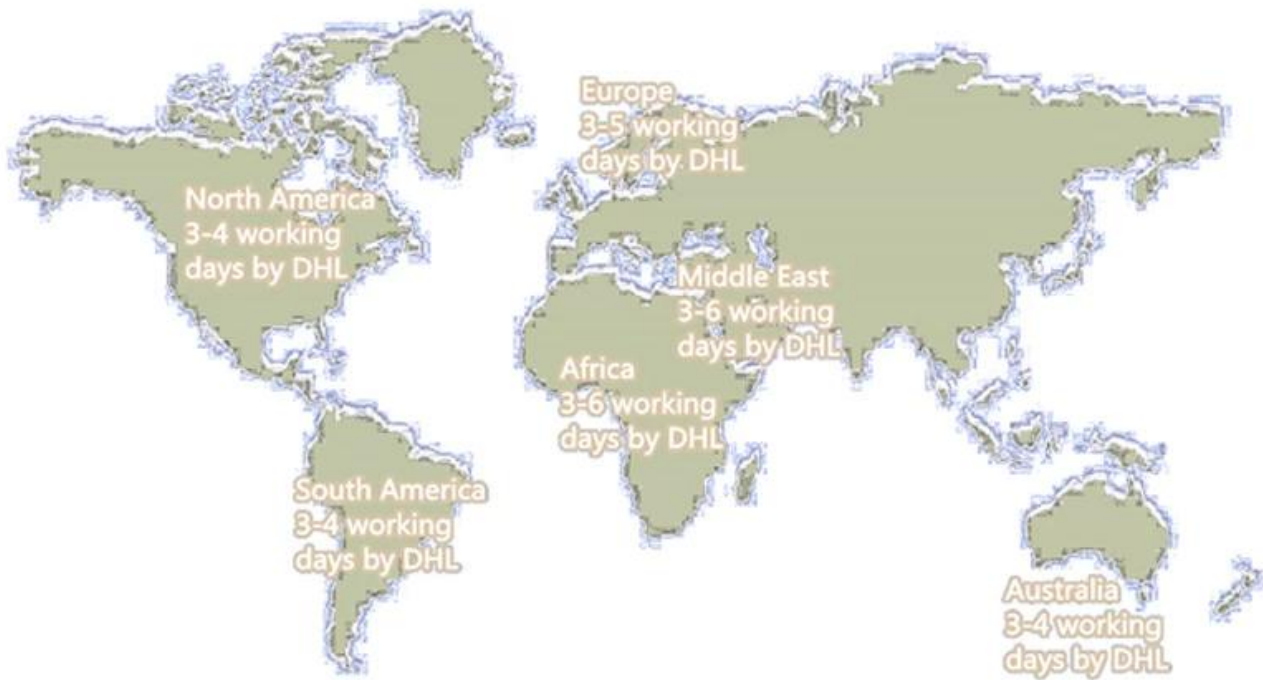 Europe
3-5 working
days by DHL
North America
3-4 working
days by DHL
Middle East
3-6 working
days by DHL
Africa
3-6 working
days by DHL
South America
3-4 working
days by DHL
Australia
3-4 working
days by DHL